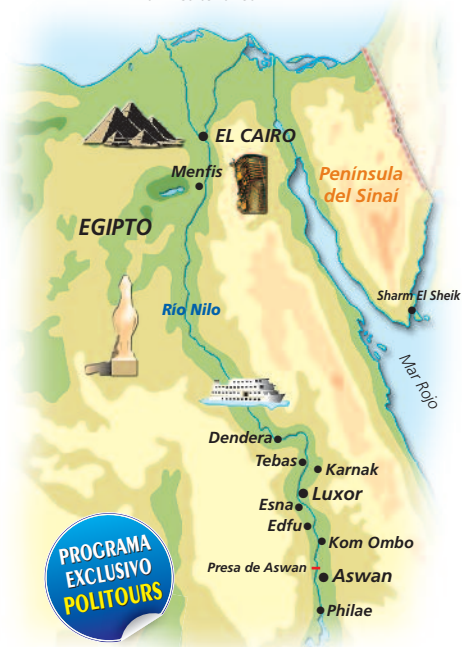 EL CAIRO
Menfis
Península
del Sinaí
EGIPTO
Sharm El Sheik
Río Nilo
Mar Rojo
Dendera
Tebas
Karnak
Luxor
Esna
Edfu
Kom Ombo
Presa de Aswan
Aswan
Philae
PROGRAMA
EXCLUSIVO
POLITOURS